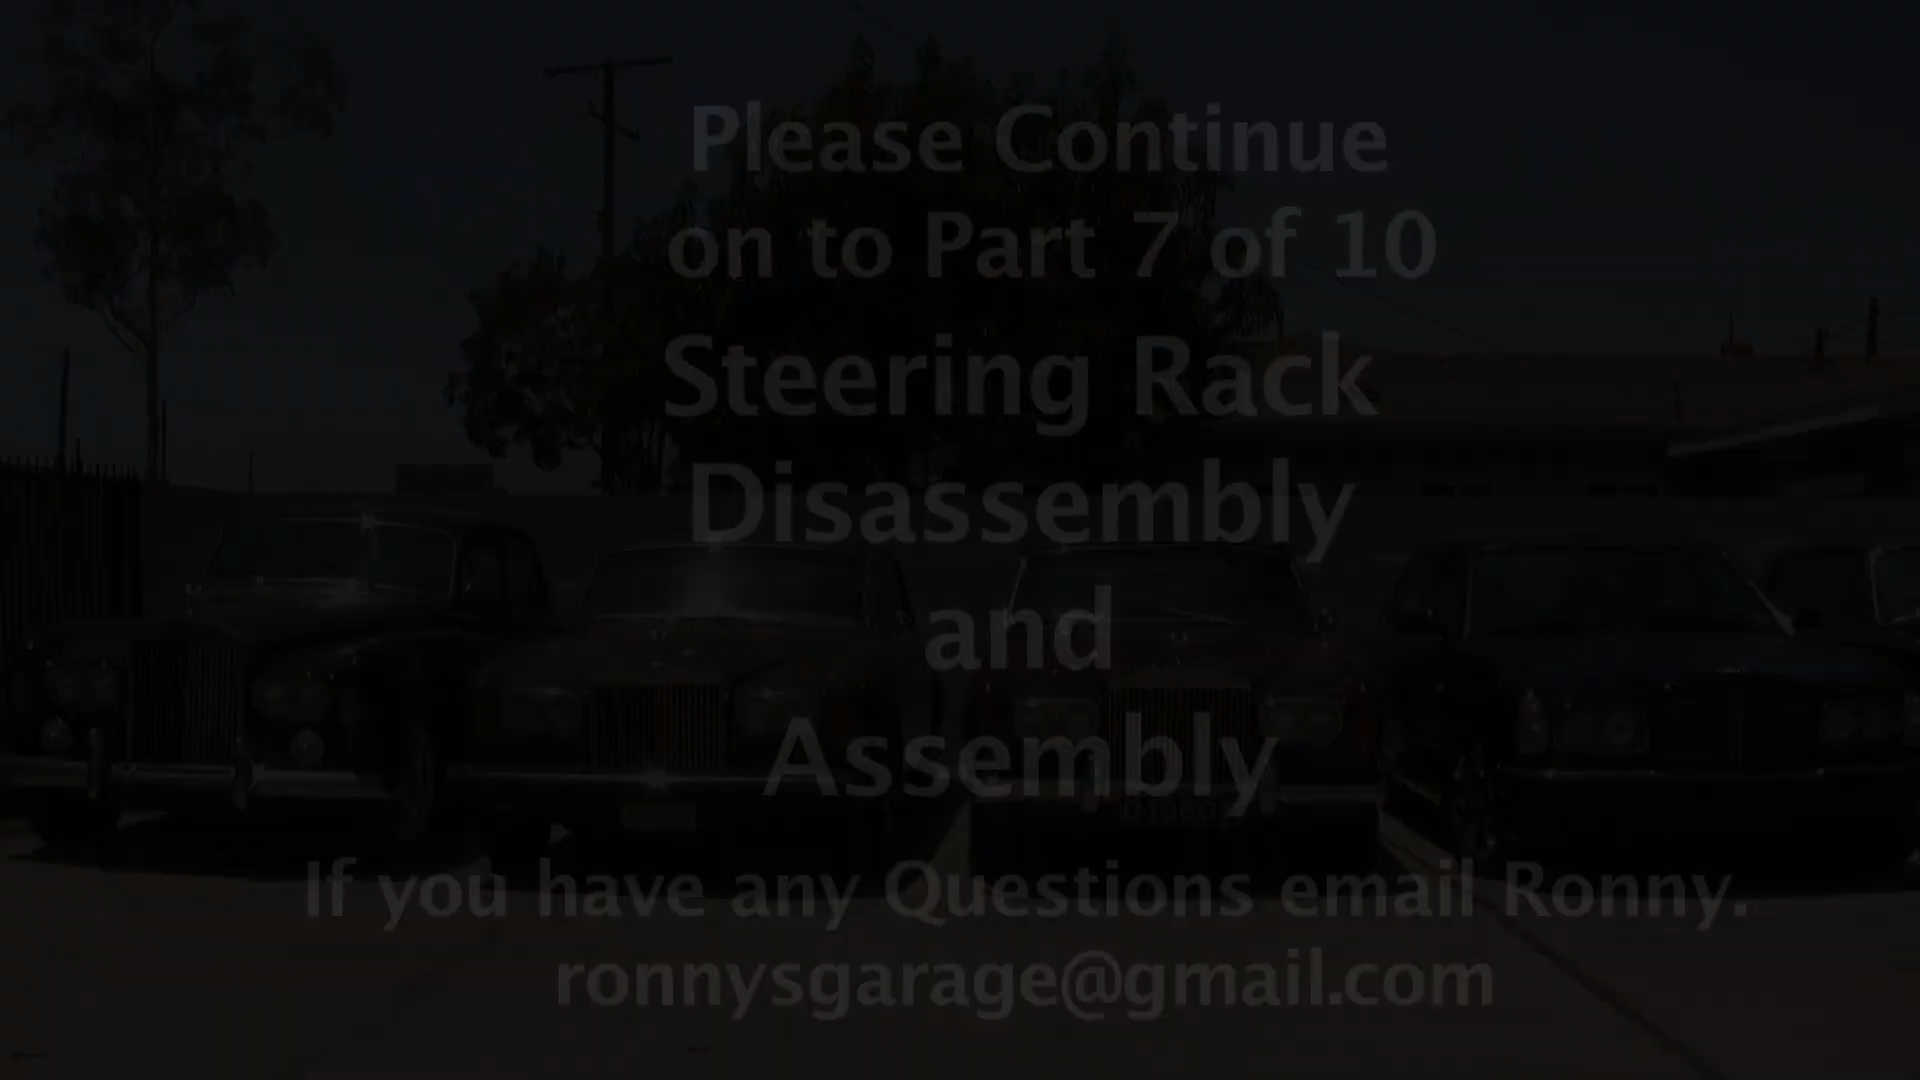 Please Continue
on to Part 7 of 10
Steering Rack
Disassembly
and
Assembly
If you have any Questions email Ronny.
ronnysgarage@gmail.com